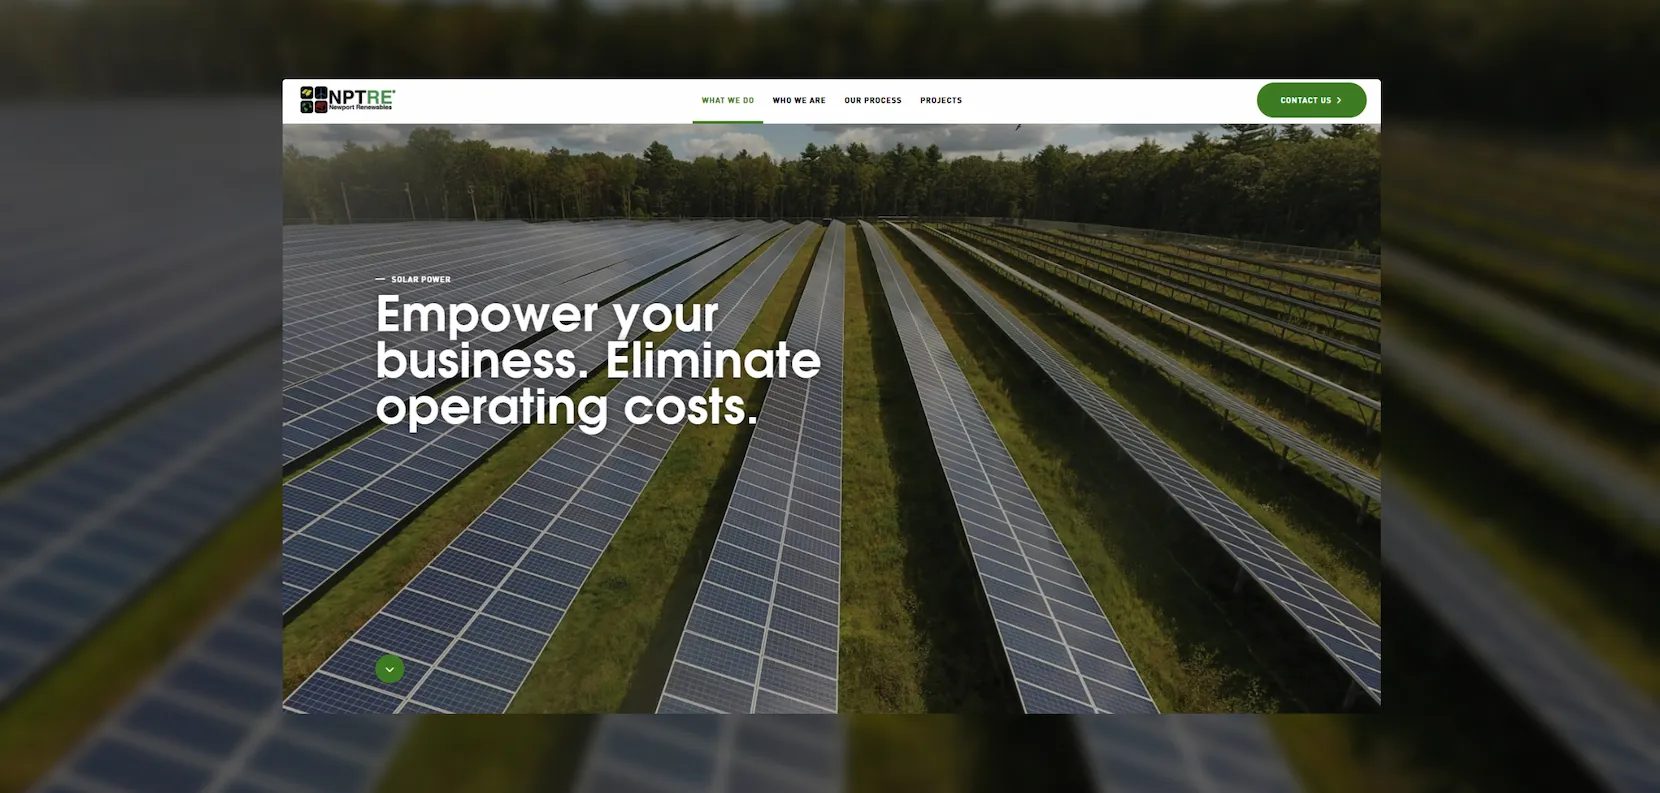 NPTRE
Newport Renewables
WHAT WE DO
WHO WE ARE
OUR PROCESS
PROJECTS
CONTACT US
SOLAR POWER
Empower your
business. Eliminate
operating costs.